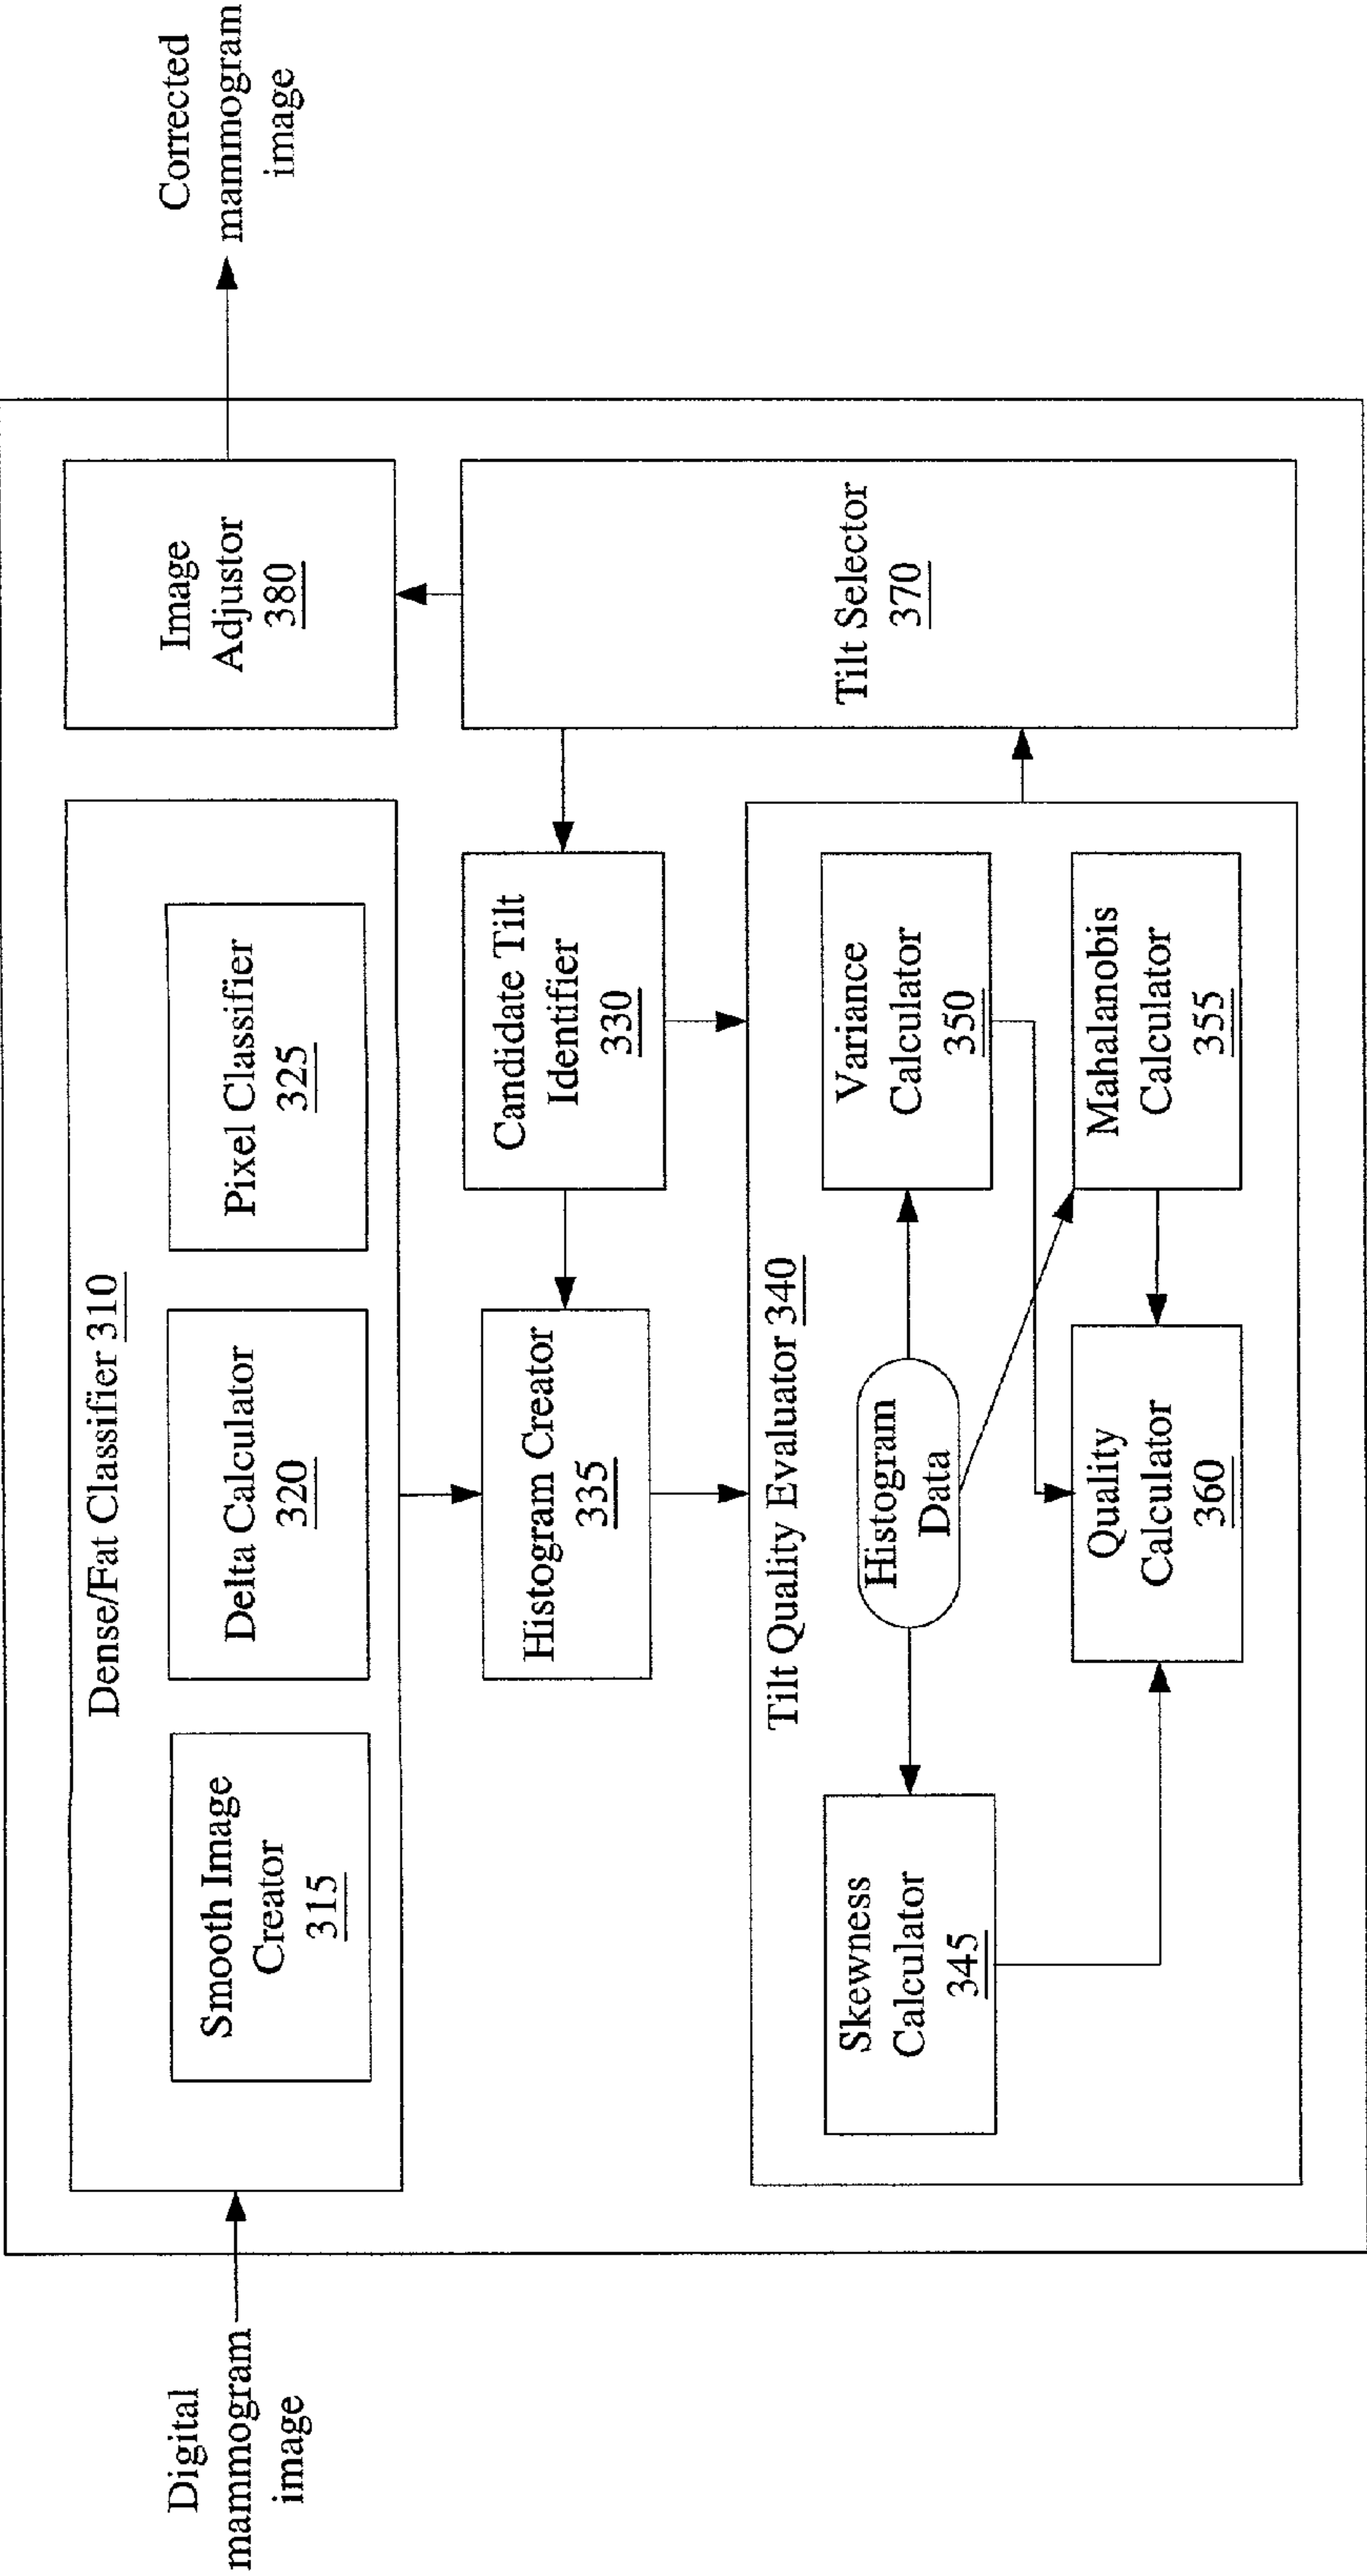 Digital
mammogram
image
Dense/Fat Classifier 310
Smooth Image
Creator
315
Delta Calculator
320
Pixel Classifier
325
Image
Adjustor
380
Corrected
mammogram
image
Histogram Creator
335
Candidate Tilt
Identifier
330
Tilt Selector
370
Tilt Quality Evaluator 340
Skewness
Calculator
345
Histogram
Data
Variance
Calculator
350
Quality
Calculator
360
Mahalanobis
Calculator
355